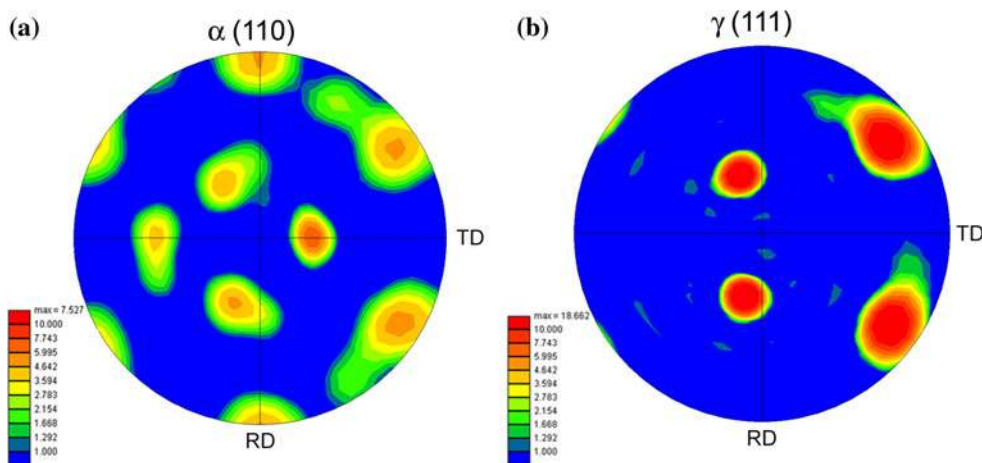 (a)
α (110)
TD
RD
max = 7.527
10.000
7.743
5.995
4.642
3.594
2.783
2.154
1.668
1.292
1.000
(b)
γ (111)
TD
RD
max = 18.662
10.000
7.743
5.995
4.642
3.594
2.783
2.154
1.668
1.292
1.000